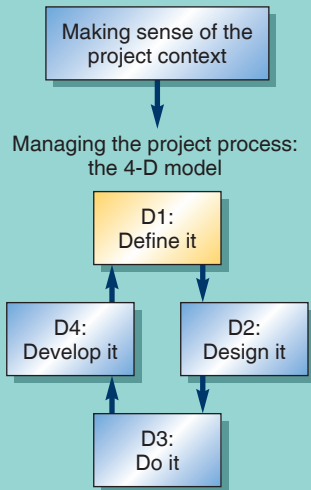 Making sense of the
project context
Managing the project process:
the 4-D model
D1:
Define it
D4:
Develop it
D2:
Design it
D3:
Do it